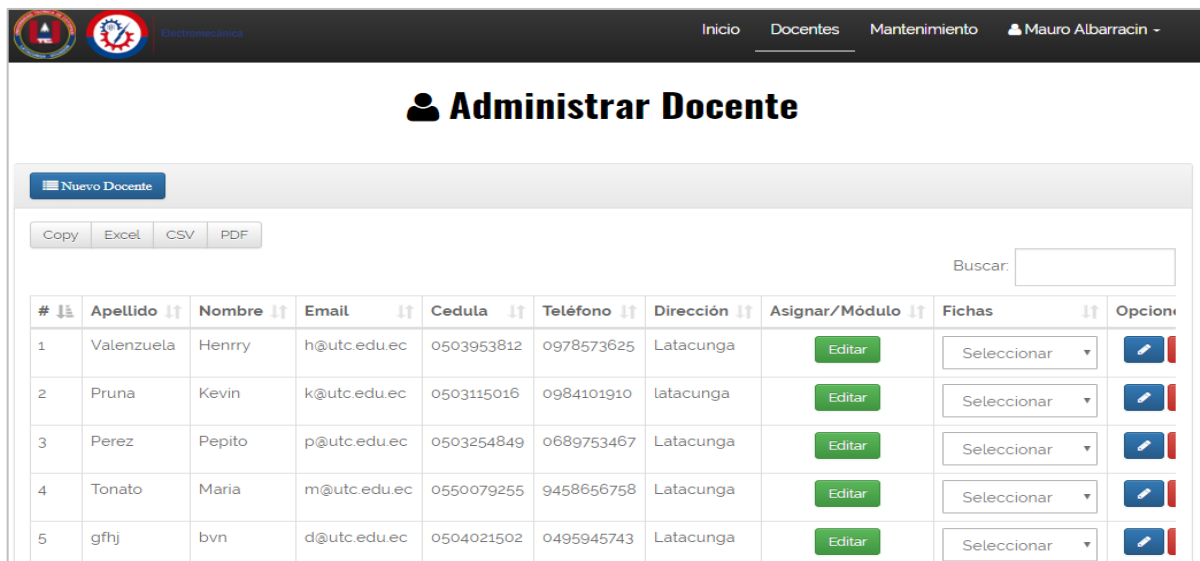 Electromecánica Inicio Docentes Mantenimiento Mauro Albarracin
Administrar Docente
Nuevo Docente
Copy Excel CSV PDF
Buscar:
# Apellido Nombre Email Cedula Teléfono Dirección Asignar/Módulo Fichas Opcione
1 Valenzuela Henrry h@utc.edu.ec 0503953812 0978573625 Latacunga Editar Seleccionar
2 Pruna Kevin k@utc.edu.ec 0503115016 0984101910 latacunga Editar Seleccionar
3 Perez Pepito p@utc.edu.ec 0503254849 0689753467 Latacunga Editar Seleccionar
4 Tonato Maria m@utc.edu.ec 0550079255 9458656758 Latacunga Editar Seleccionar
5 gfhj bvn d@utc.edu.ec 0504021502 0495945743 Latacunga Editar Seleccionar